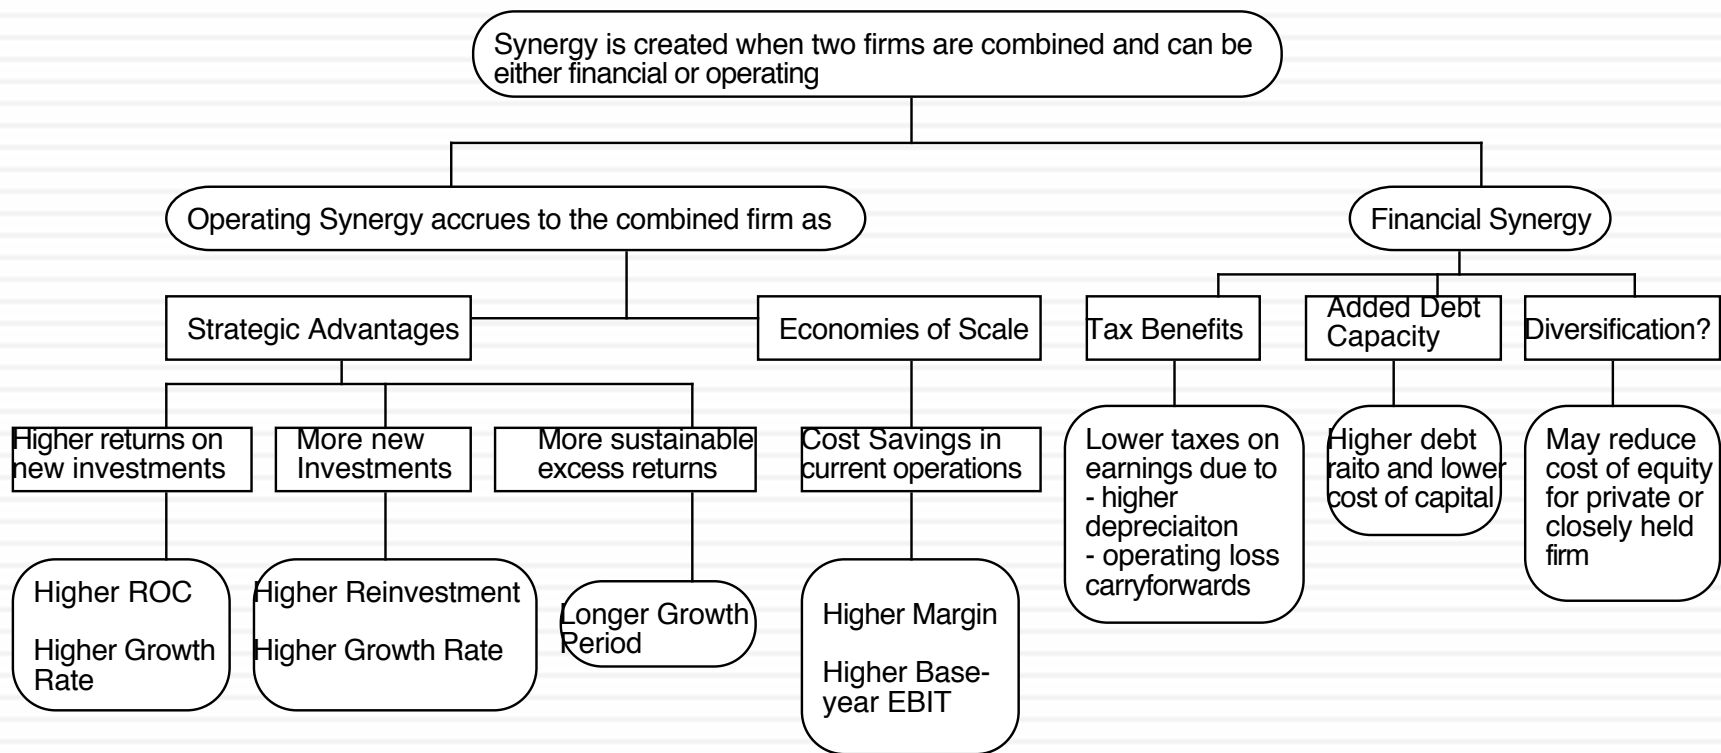 Synergy is created when two firms are combined and can be
either financial or operating
Operating Synergy accrues to the combined firm as
Financial Synergy
Strategic Advantages
Economies of Scale
Tax Benefits
Added Debt
Capacity
Diversification?
Higher returns on
new investments
More new
Investments
More sustainable
excess returns
Cost Savings in
current operations
Lower taxes on
earnings due to
- higher
depreciaiton
- operating loss
carryforwards
Higher debt
raito and lower
cost of capital
May reduce
cost of equity
for private or
closely held
firm
Higher ROC
Higher Growth
Rate
Higher Reinvestment
Higher Growth Rate
Longer Growth
Period
Higher Margin
Higher Base-
year EBIT